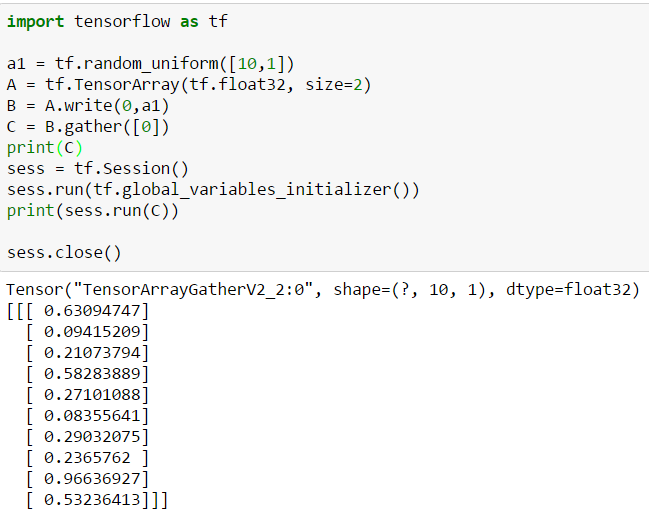 import tensorflow as tf
a1 = tf.random_uniform([10,1])
A = tf.TensorArray(tf.float32, size=2)
B = A.write(0,a1)
C = B.gather([0])
print(C)
sess = tf.Session()
sess.run(tf.global_variables_initializer())
print(sess.run(C))
sess.close()
Tensor("TensorArrayGatherV2_2:0", shape=(?, 10, 1), dtype=float32)
[[[ 0.63094747]
[ 0.09415209]
[ 0.21073794]
[ 0.58283889]
[ 0.27101088]
[ 0.08355641]
[ 0.29032075]
[ 0.2365762 ]
[ 0.96636927]
[ 0.53236413]]]